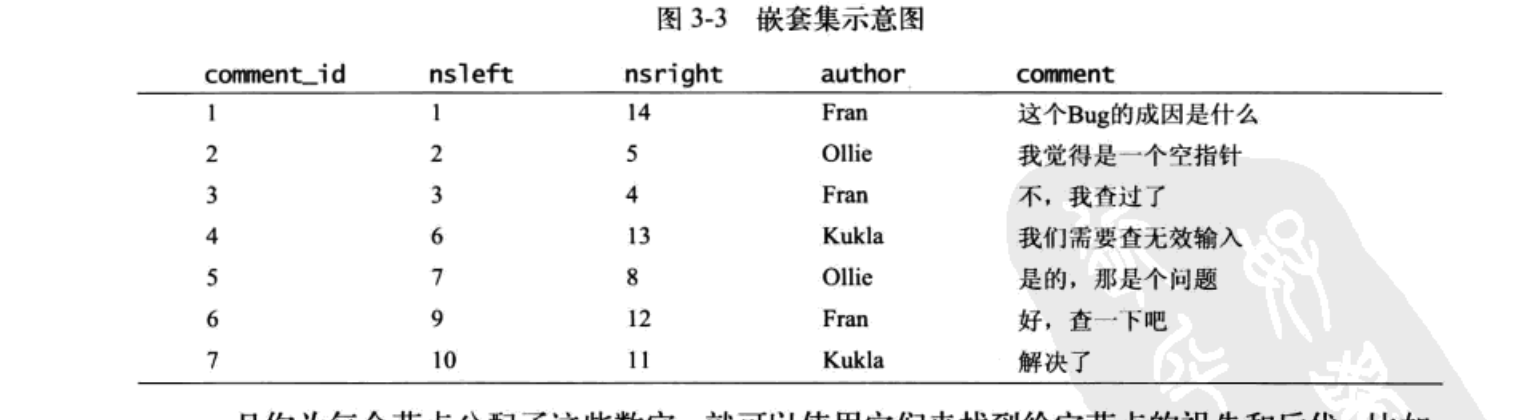 图 3-3 嵌套集示意图
comment_id nsleft nsright author comment
1 1 14 Fran 这个Bug的成因是什么
2 2 5 Ollie 我觉得是一个空指针
3 3 4 Fran 不，我查过了
4 6 13 Kukla 我们需要查无效输入
5 7 8 Ollie 是的，那是个问题
6 9 12 Fran 好，查一下吧
7 10 11 Kukla 解决了